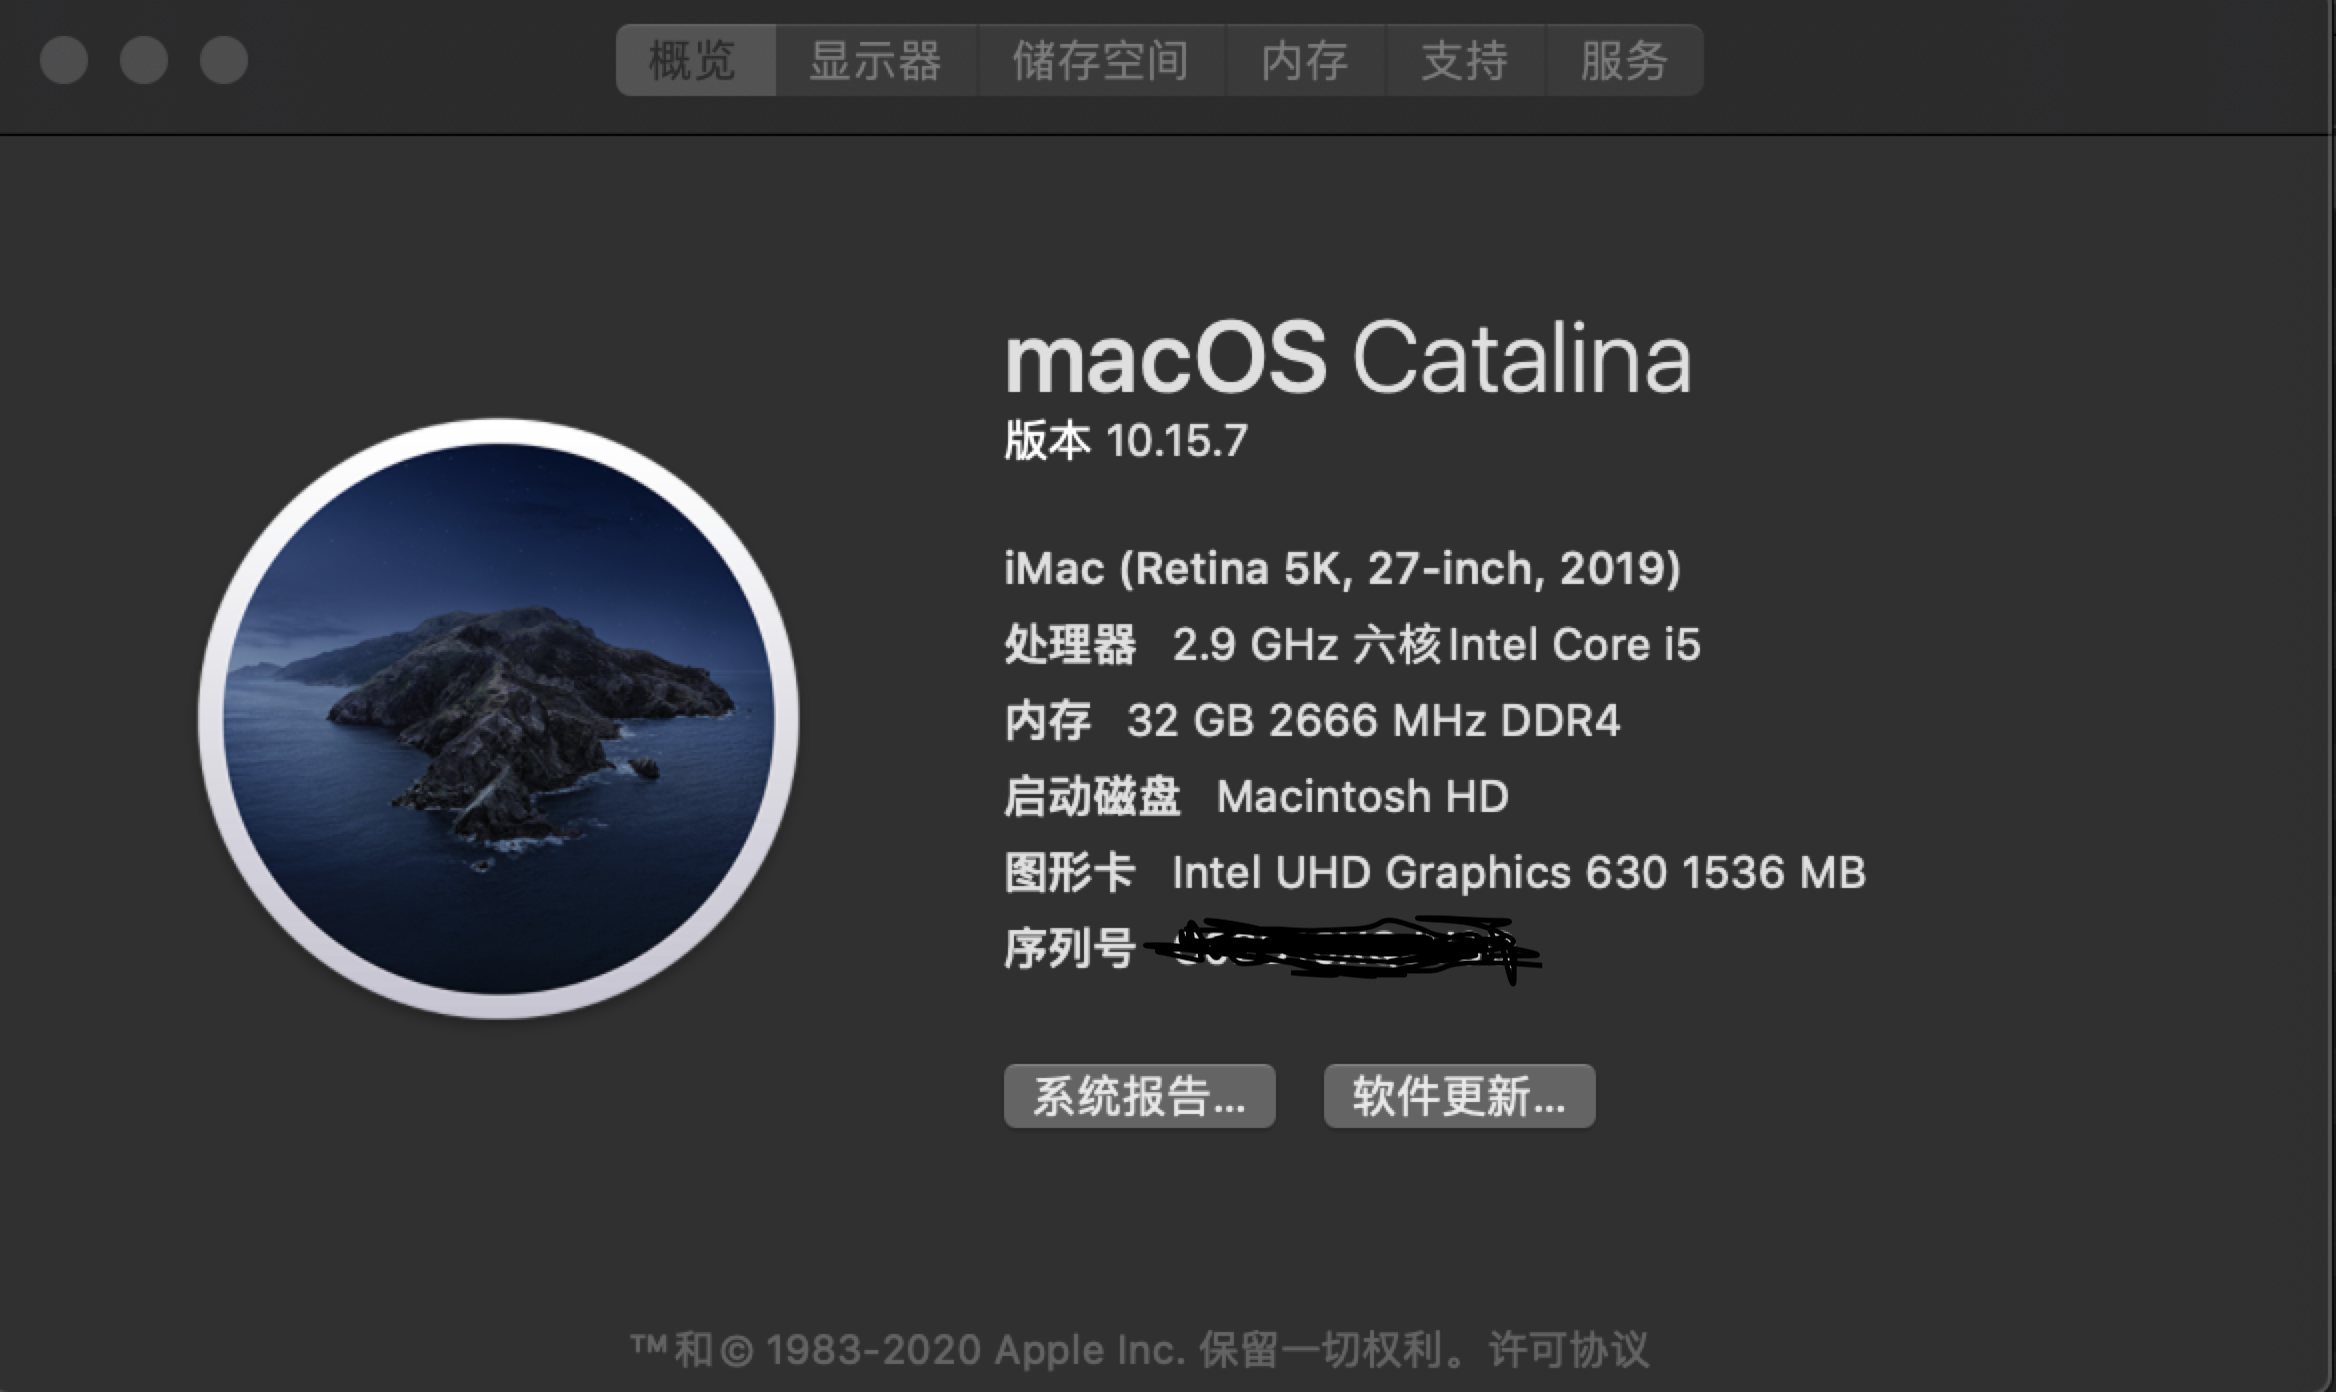 概览 显示器 储存空间 内存 支持 服务
macOS Catalina
版本 10.15.7
iMac (Retina 5K, 27-inch, 2019)
处理器 2.9 GHz 六核Intel Core i5
内存 32 GB 2666 MHz DDR4
启动磁盘 Macintosh HD
图形卡 Intel UHD Graphics 630 1536 MB
序列号
系统报告... 软件更新...
™和© 1983-2020 Apple Inc. 保留一切权利。许可协议